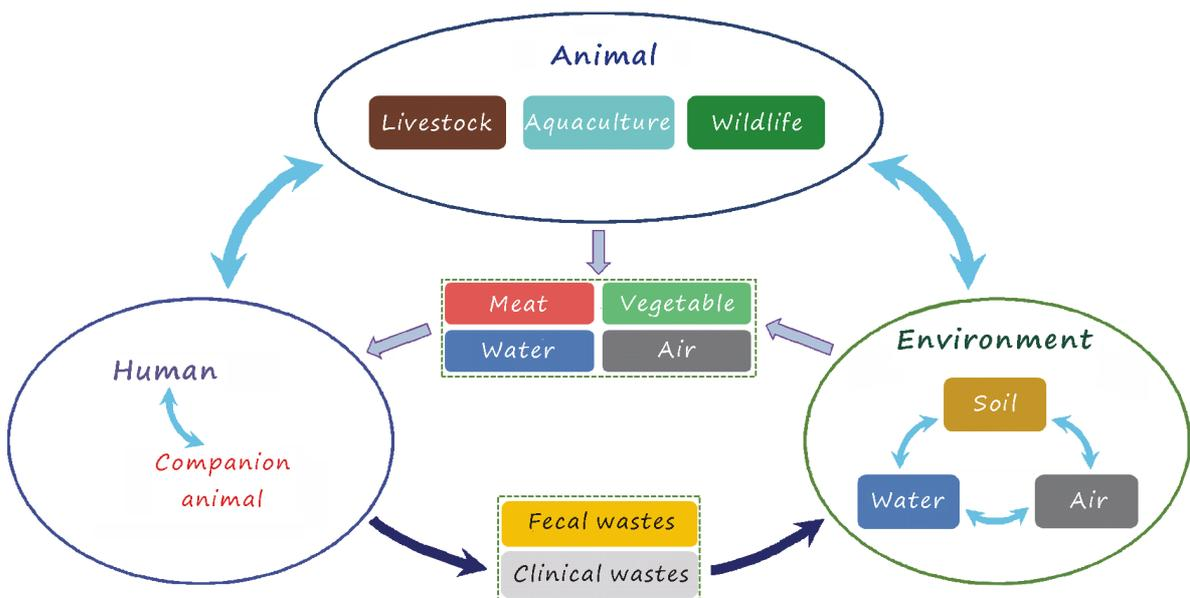 Animal
Livestock Aquaculture Wildlife
Meat Vegetable
Water Air
Human
Companion
animal
Environment
Soil
Water Air
Fecal wastes
Clinical wastes